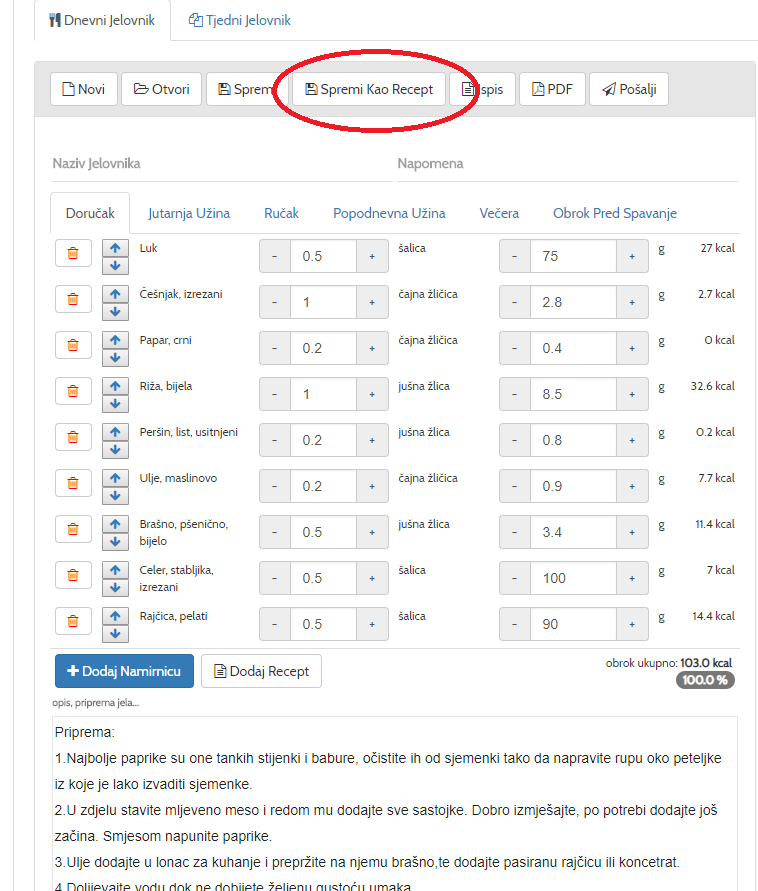 Dnevni Jelovnik Tjedni Jelovnik
Novi Otvori Sprem Spremi Kao Recept Ispis PDF Pošalji
Naziv Jelovnika Napomena
Doručak Jutarnja Užina Ručak Popodnevna Užina Večera Obrok Pred Spavanje
Luk - 0.5 + šalica - 75 + g 27 kcal
Češnjak, izrezani - 1 + čajna žličica - 2.8 + g 2.7 kcal
Papar, crni - 0.2 + čajna žličica - 0.4 + g 0 kcal
Riža, bijela - 1 + jušna žlica - 8.5 + g 32.6 kcal
Peršin, list, usitnjeni - 0.2 + jušna žlica - 0.8 + g 0.2 kcal
Ulje, maslinovo - 0.2 + čajna žličica - 0.9 + g 7.7 kcal
Brašno, pšenično, - 0.5 + jušna žlica - 3.4 + g 11.4 kcal
bijelo
Celer, stabljika, - 0.5 + šalica - 100 + g 7 kcal
izrezani
Rajčica, pelati - 0.5 + šalica - 90 + g 14.4 kcal
+ Dodaj Namirnicu Dodaj Recept obrok ukupno: 103.0 kcal
100.0 %
opis, priprema jela...
Priprema:
1.Najbolje paprike su one tankih stijenki i babure, očistite ih od sjemenki tako da napravite rupu oko peteljke
iz koje je lako izvaditi sjemenke.
2.U zdjelu stavite mljeveno meso i redom mu dodajte sve sastojke. Dobro izmješajte, po potrebi dodajte još
začina. Smjesom napunite paprike.
3.Ulje dodajte u lonac za kuhanje i prepržite na njemu brašno,te dodajte pasiranu rajčicu ili koncetrat.
4.Dolijevajte vodu dok ne dobijete željenu gustoću umaka.